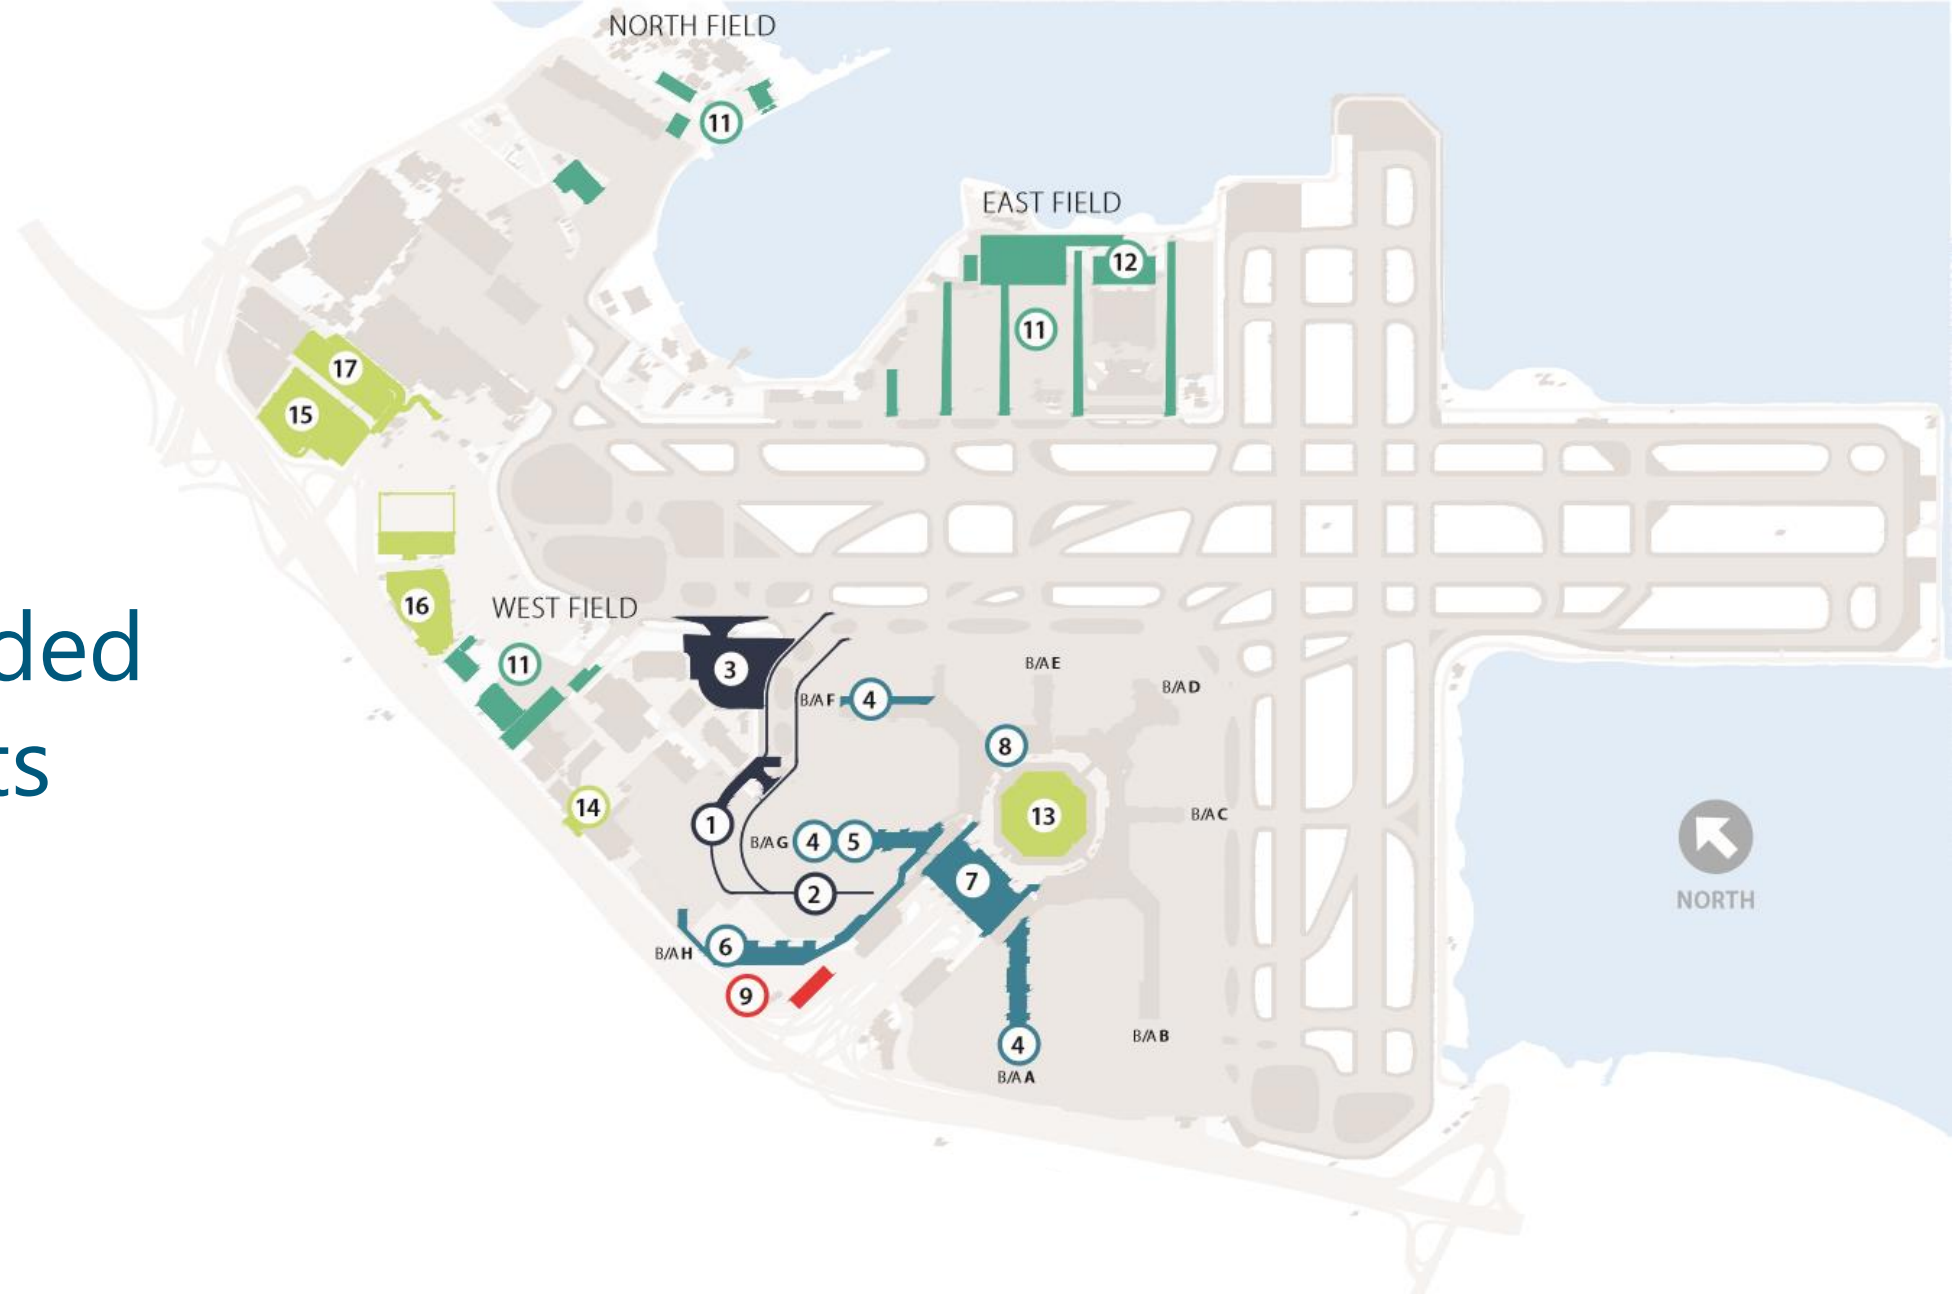 NORTH FIELD
11
EAST FIELD
12
11
17
15
16
WEST FIELD
11
ded
3
B/A E
B/A D
B/A F 4
8
ts
14
1
13
B/A C
B/A G 4 5
7
2
NORTH
B/A H 6
9
B/A B
4
B/A A